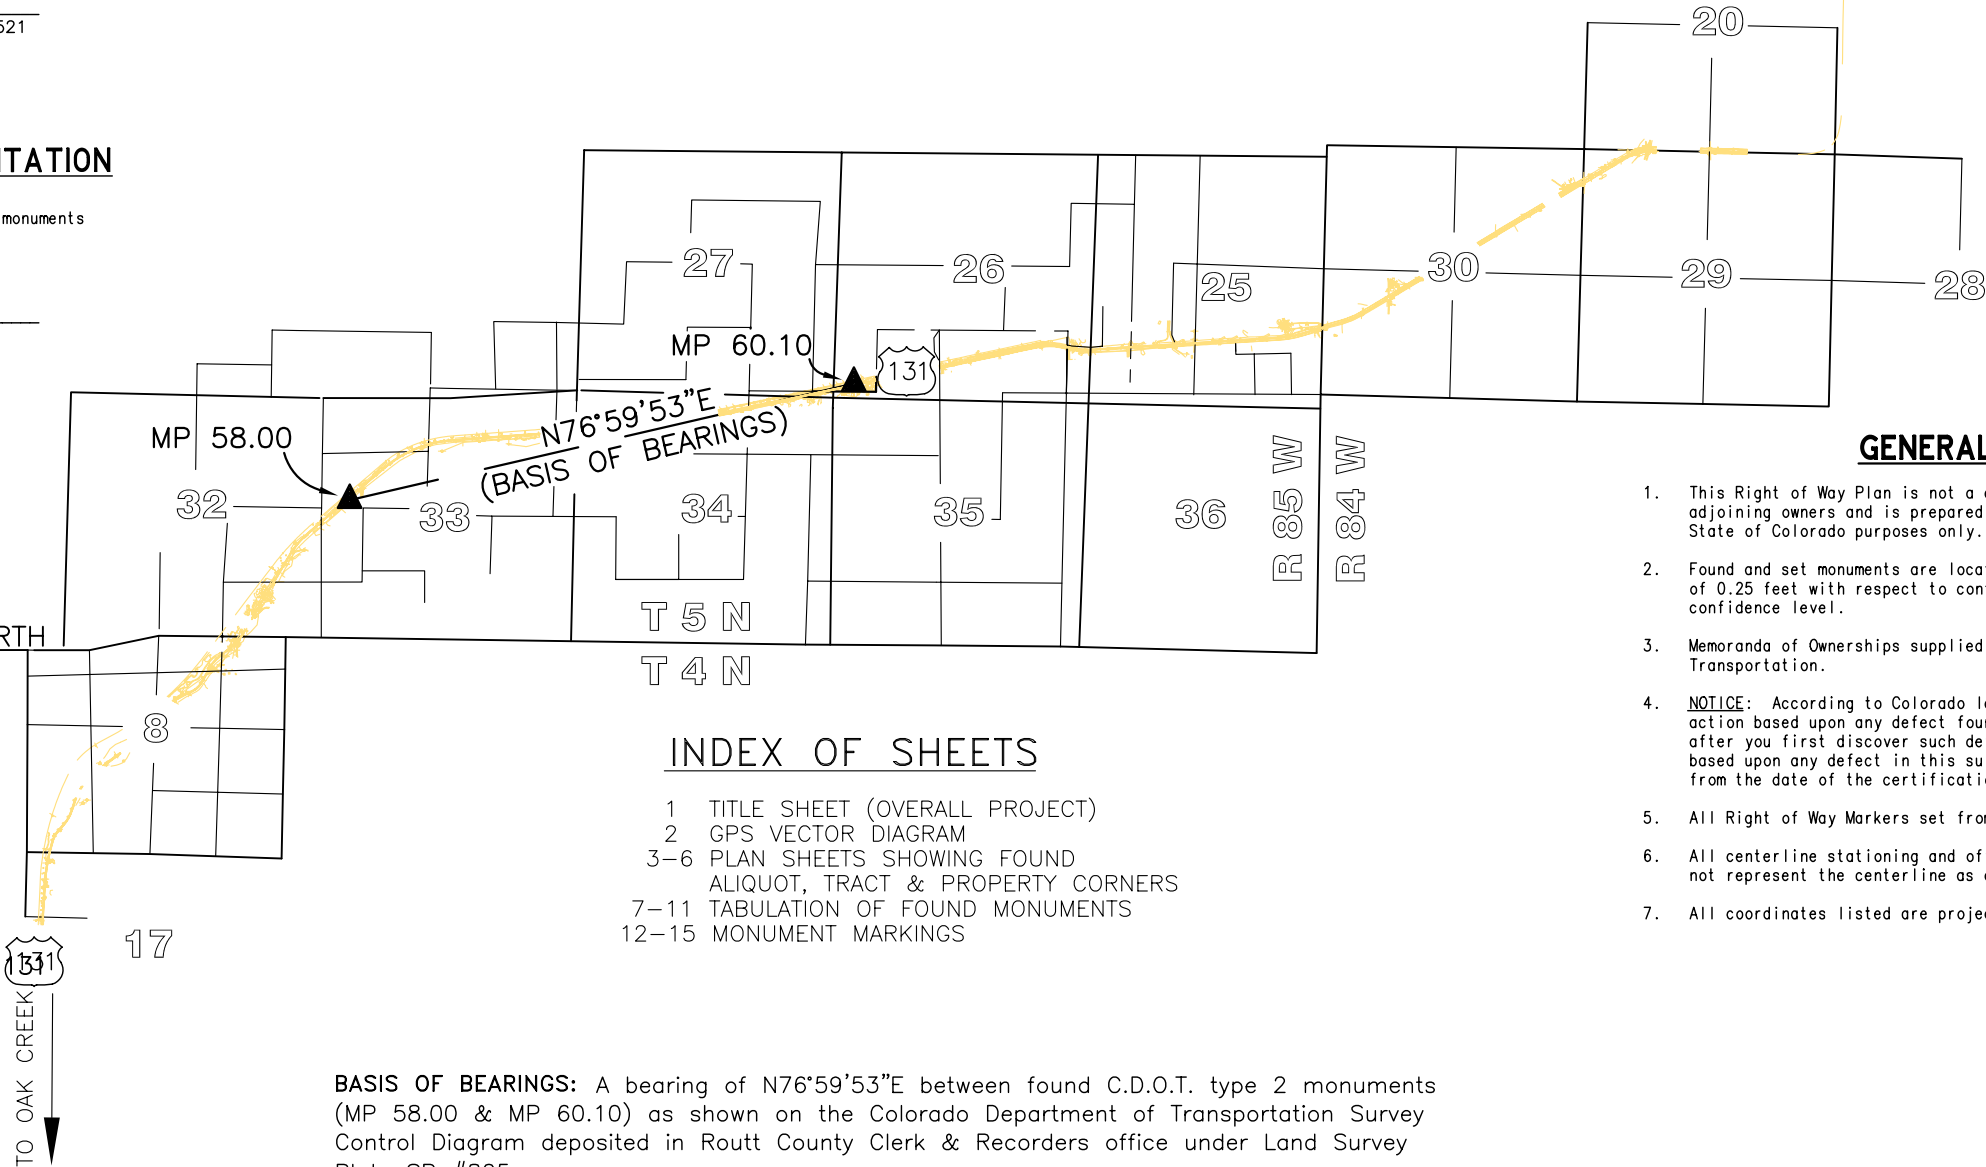 521
20
TATION
monuments
27
26
25
30
29
28
MP 60.10
131
N76°59'53"E
(BASIS OF BEARINGS)
MP 58.00
32
33
34
35
36
R 85 W
R 84 W
T 5 N
T 4 N
RTH
8
17
131
TO OAK CREEK
INDEX OF SHEETS
1 TITLE SHEET (OVERALL PROJECT)
2 GPS VECTOR DIAGRAM
3-6 PLAN SHEETS SHOWING FOUND
ALIQUOT, TRACT & PROPERTY CORNERS
7-11 TABULATION OF FOUND MONUMENTS
12-15 MONUMENT MARKINGS
BASIS OF BEARINGS: A bearing of N76°59'53"E between found C.D.O.T. type 2 monuments
(MP 58.00 & MP 60.10) as shown on the Colorado Department of Transportation Survey
Control Diagram deposited in Routt County Clerk & Recorders office under Land Survey
GENERAL
1. This Right of Way Plan is not a
adjoining owners and is prepared
State of Colorado purposes only.
2. Found and set monuments are loca
of 0.25 feet with respect to con
confidence level.
3. Memoranda of Ownerships supplied
Transportation.
4. NOTICE: According to Colorado l
action based upon any defect fou
after you first discover such de
based upon any defect in this su
from the date of the certificati
5. All Right of Way Markers set fro
6. All centerline stationing and of
not represent the centerline as
7. All coordinates listed are proje